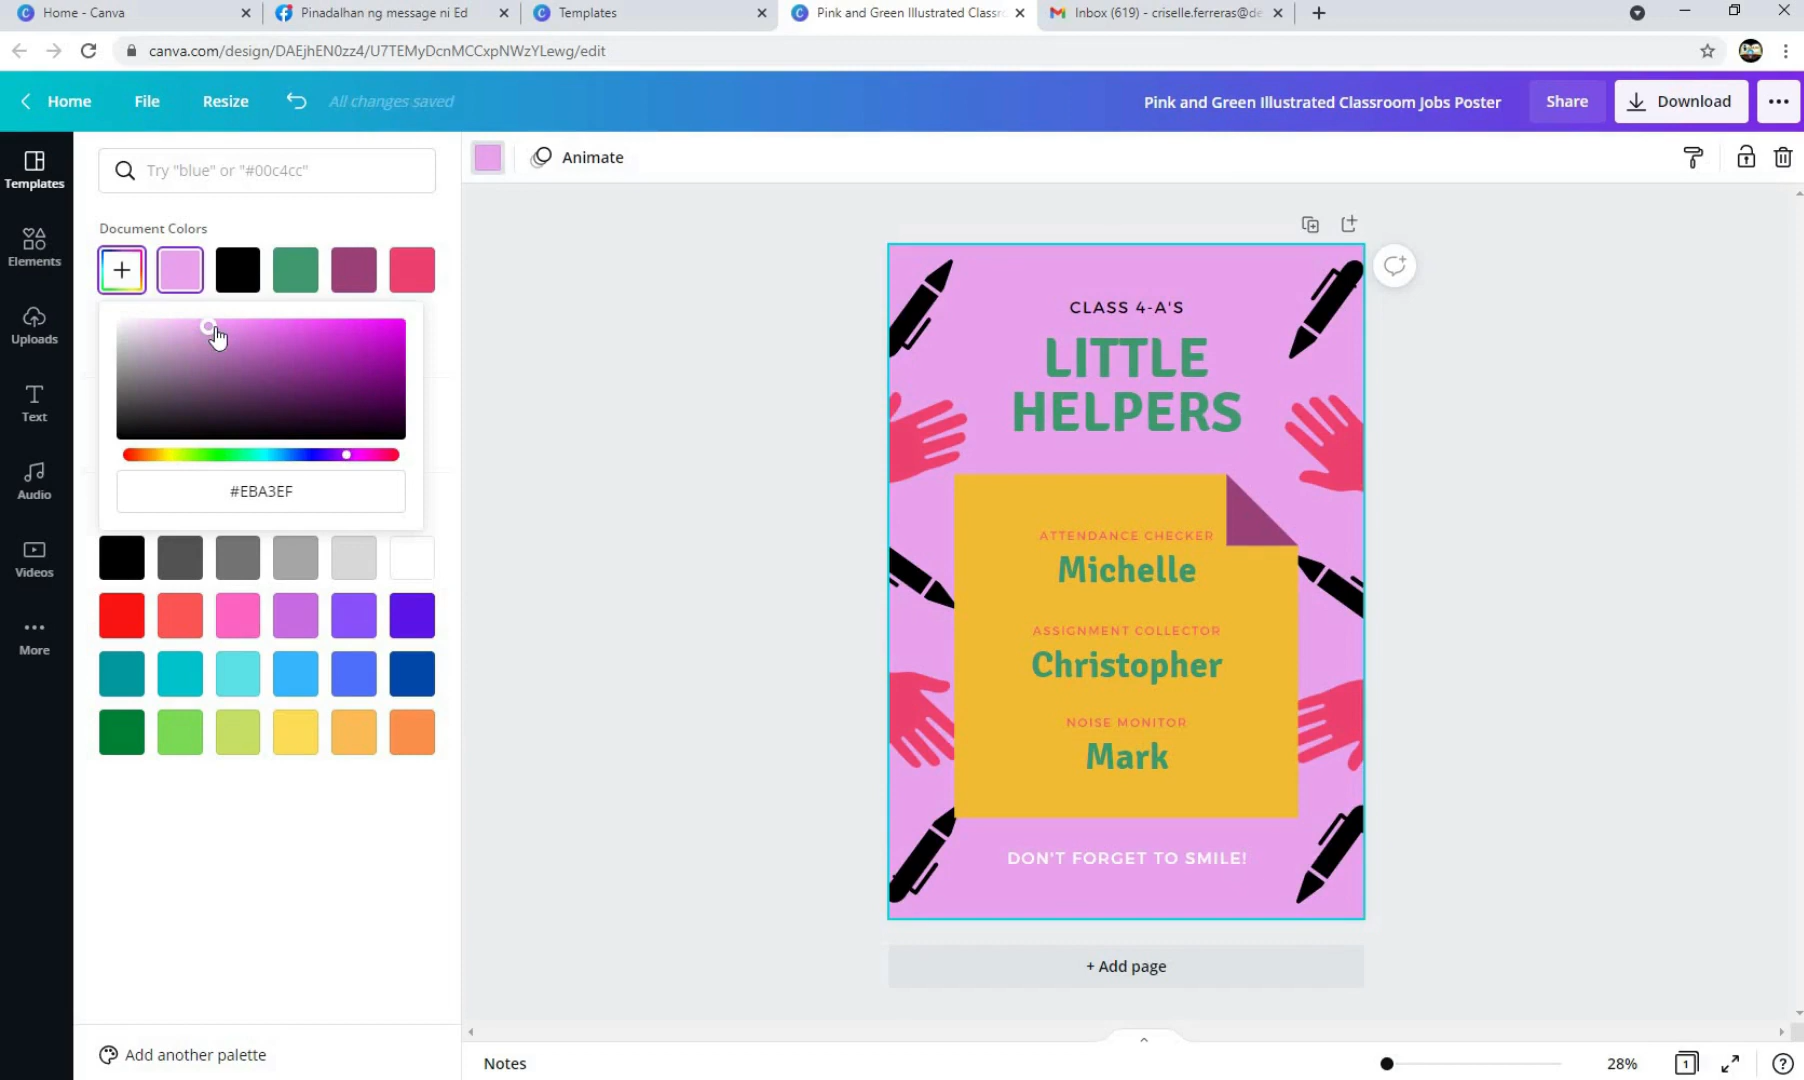 Home - Canva
Pinadalhan ng message ni Ed
Templates
Pink and Green Illustrated Classro
Inbox (619) - criselle.ferreras@de
canva.com/design/DAEjhEN0zz4/U7TEMyDcnMCCxpNWzYLewg/edit
Home
File
Resize
All changes saved
Pink and Green Illustrated Classroom Jobs Poster
Share
Download
Templates
Elements
Uploads
Text
Audio
Videos
More
Try "blue" or "#00c4cc"
Document Colors
#EBA3EF
Add another palette
Animate
CLASS 4-A'S
LITTLE
HELPERS
ATTENDANCE CHECKER
Michelle
ASSIGNMENT COLLECTOR
Christopher
NOISE MONITOR
Mark
DON'T FORGET TO SMILE!
+ Add page
Notes
28%
1